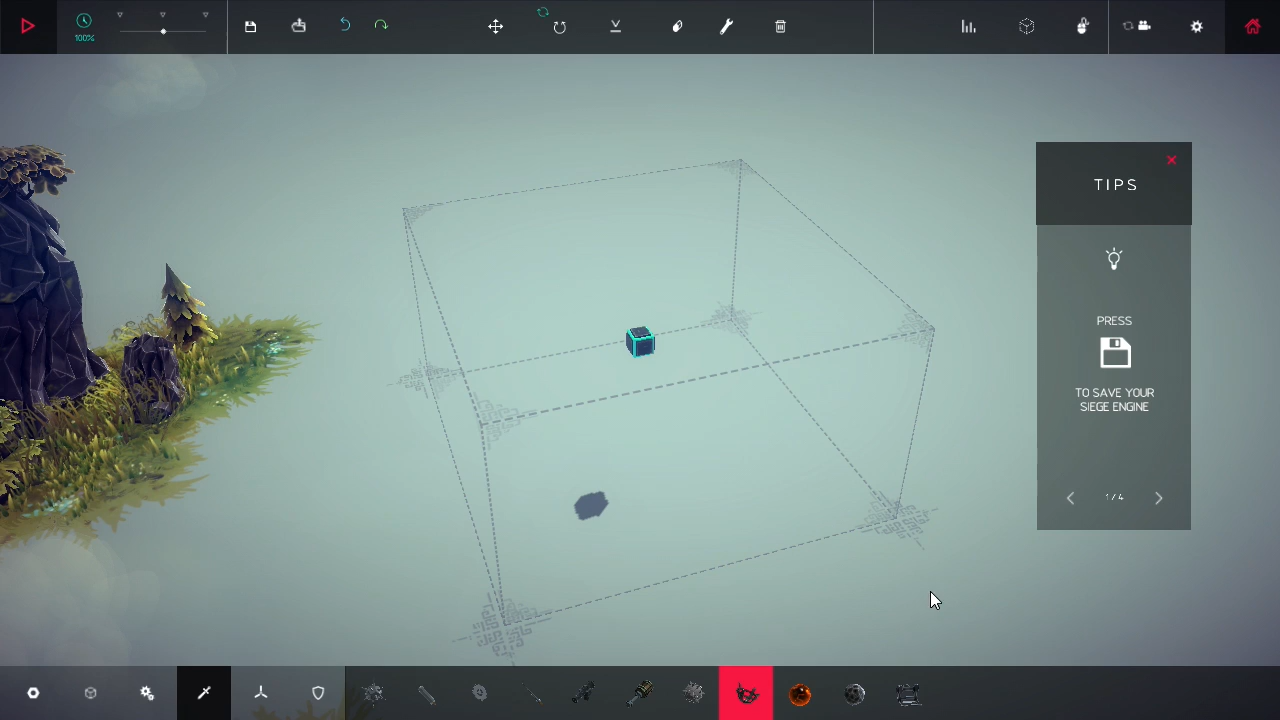 100%
TIPS
PRESS
TO SAVE YOUR
SIEGE ENGINE
1/4